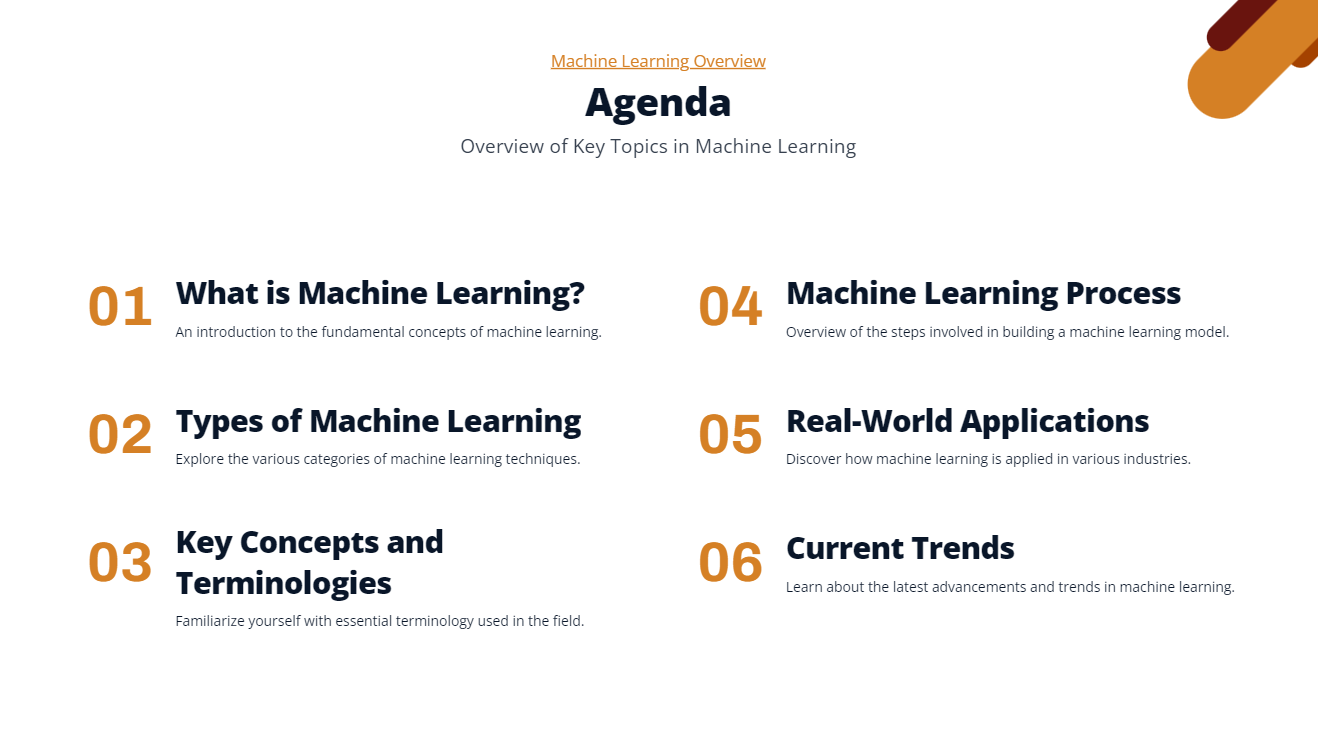 Machine Learning Overview
Agenda
Overview of Key Topics in Machine Learning
01
What is Machine Learning?
An introduction to the fundamental concepts of machine learning.
02
Types of Machine Learning
Explore the various categories of machine learning techniques.
03
Key Concepts and
Terminologies
Familiarize yourself with essential terminology used in the field.
04
Machine Learning Process
Overview of the steps involved in building a machine learning model.
05
Real-World Applications
Discover how machine learning is applied in various industries.
06
Current Trends
Learn about the latest advancements and trends in machine learning.